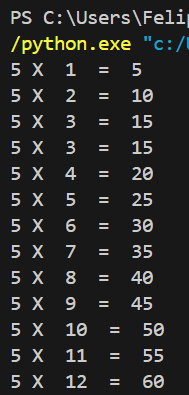 PS C:\Users\Felip
/python.exe "c:/U
5 X  1  =  5
5 X  2  =  10
5 X  3  =  15
5 X  3  =  15
5 X  4  =  20
5 X  5  =  25
5 X  6  =  30
5 X  7  =  35
5 X  8  =  40
5 X  9  =  45
5 X  10  =  50
5 X  11  =  55
5 X  12  =  60